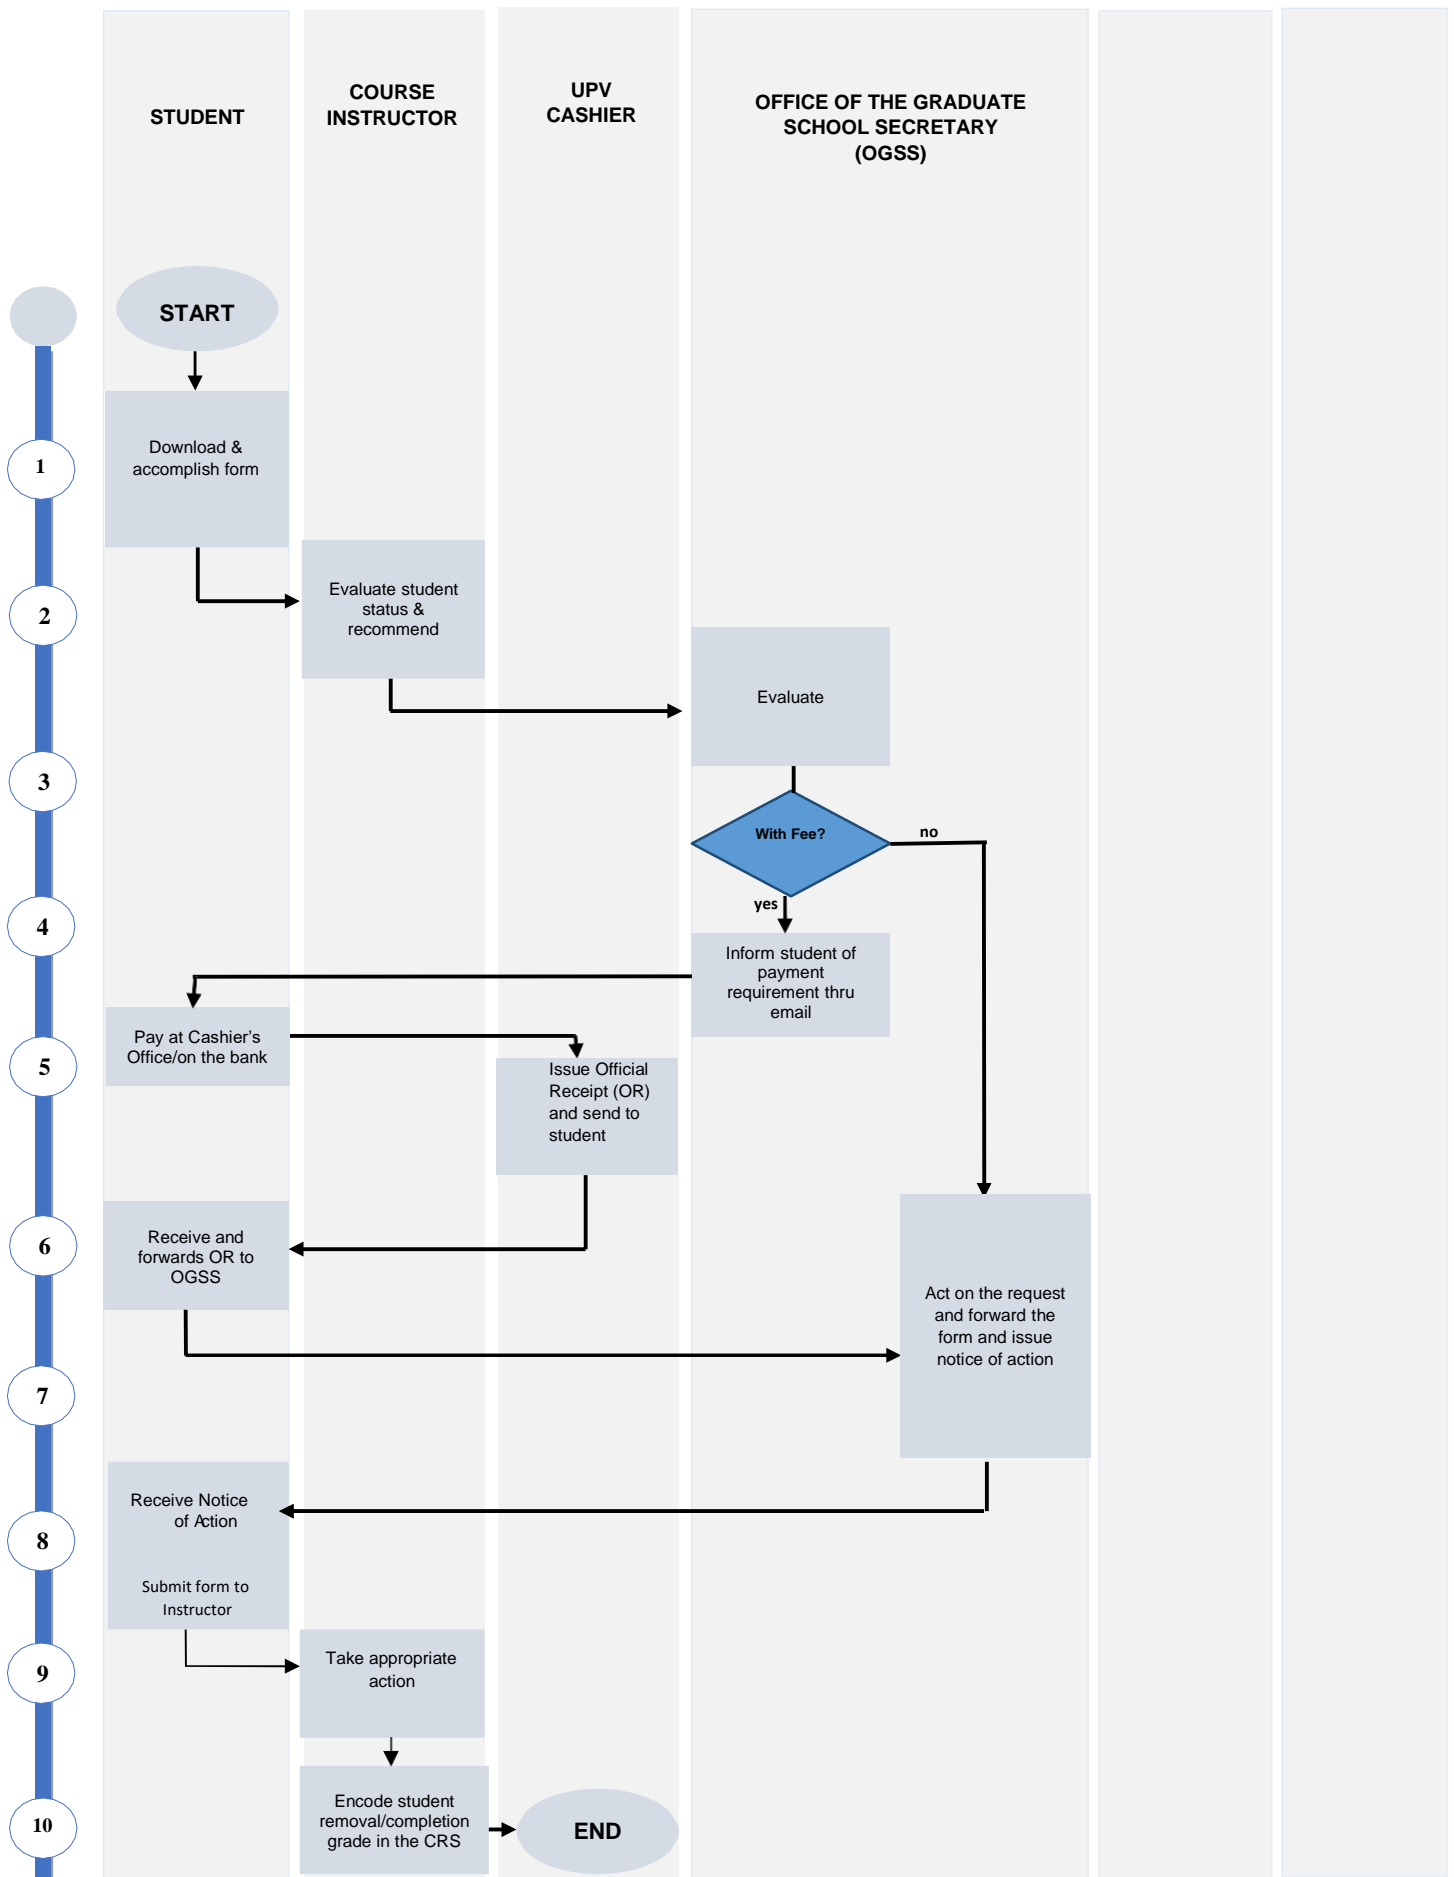 STUDENT
COURSE
INSTRUCTOR
UPV
CASHIER
OFFICE OF THE GRADUATE
SCHOOL SECRETARY
(OGSS)
START
1
Download &
accomplish form
2
Evaluate student
status &
recommend
Evaluate
3
With Fee?
no
yes
4
Inform student of
payment
requirement thru
email
5
Pay at Cashier's
Office/on the bank
Issue Official
Receipt (OR)
and send to
student
6
Receive and
forwards OR to
OGSS
Act on the request
and forward the
form and issue
notice of action
7
Receive Notice
of Action
8
Submit form to
Instructor
9
Take appropriate
action
10
Encode student
removal/completion
grade in the CRS
END